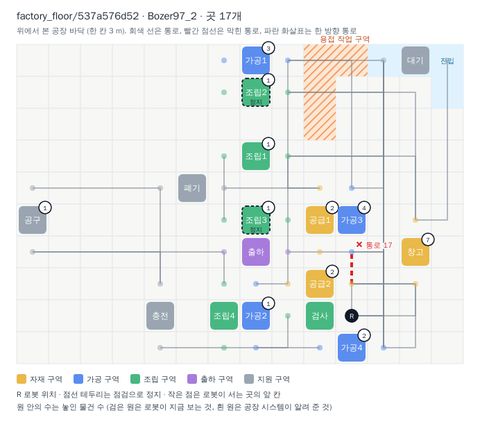 factory_floor/537a576d52 · Bozer97_2 · 곳 17개
위에서 본 공장 바닥 (한 칸 3 m). 회색 선은 통로, 빨간 점선은 막힌 통로, 파란 화살표는 한 방향 통로
용접 작업 구역
가공1 3
대기
전립
조립2 1
정지
조립1 1
폐기
공구 1
조립3 1
정지
공급1 2
가공3 4
출하
✕ 통로 17
창고 7
공급2 2
충전
조립4
가공2 1
검사
R
가공4 2
자재 구역
가공 구역
조립 구역
출하 구역
지원 구역
R 로봇 위치 · 점선 테두리는 점검으로 정지 · 작은 점은 로봇이 서는 곳의 앞 칸
원 안의 수는 놓인 물건 수 (검은 원은 로봇이 지금 보는 것, 흰 원은 공장 시스템이 알려 준 것)